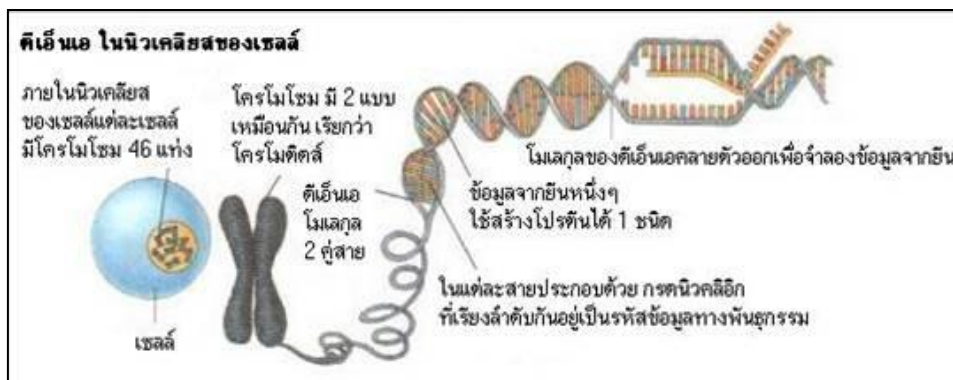 ดีเอ็นเอ ในนิวเคลียสของเซลล์
ภายในนิวเคลียส
ของเซลล์แต่ละเซลล์
มีโครโมโซม 46 แท่ง
โครโมโซม มี 2 แบบ
เหมือนกัน เรียกว่า
โครโมติตส์
โมเลกุลของดีเอ็นเอคลายตัวออกเพื่อจำลองข้อมูลจากยีน
ดีเอ็นเอ
โมเลกุล
2 คู่สาย
ข้อมูลจากยีนหนึ่งๆ
ใช้สร้างโปรตีนได้ 1 ชนิด
ในแต่ละสายประกอบด้วย กรดนิวคลิอิก
ที่เรียงลำดับกันอยู่เป็นรหัสข้อมูลทางพันธุกรรม
เซลล์